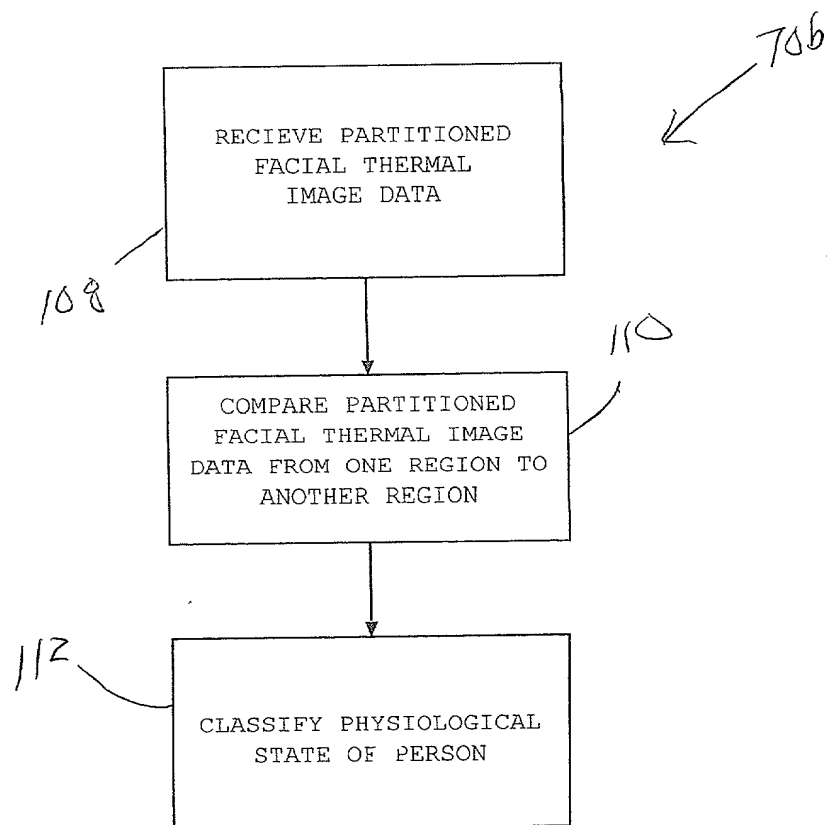 70b
RECIEVE PARTITIONED
FACIAL THERMAL
IMAGE DATA
108
110
COMPARE PARTITIONED
FACIAL THERMAL IMAGE
DATA FROM ONE REGION TO
ANOTHER REGION
112
CLASSIFY PHYSIOLOGICAL
STATE OF PERSON